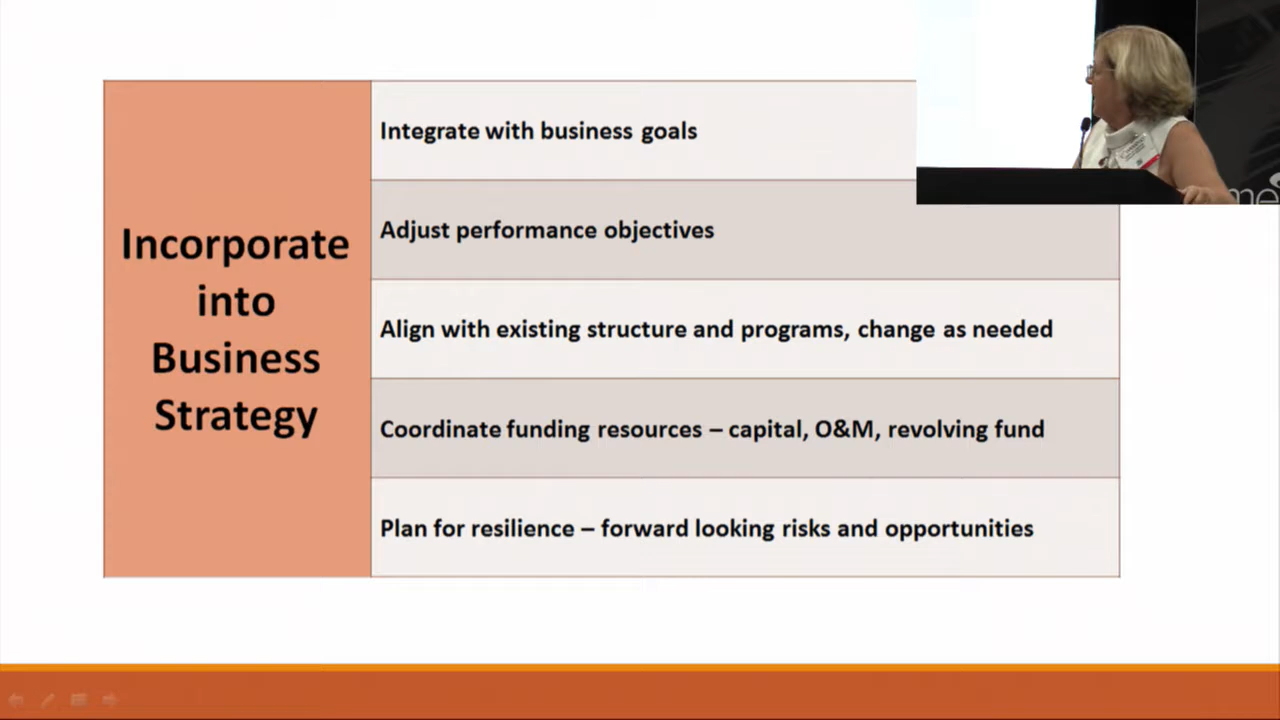 Incorporate
into
Business
Strategy
Integrate with business goals
Adjust performance objectives
Align with existing structure and programs, change as needed
Coordinate funding resources – capital, O&M, revolving fund
Plan for resilience – forward looking risks and opportunities